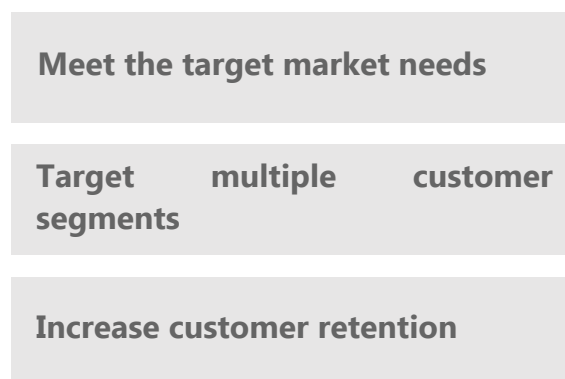 Meet the target market needs
Target multiple customer
segments
Increase customer retention